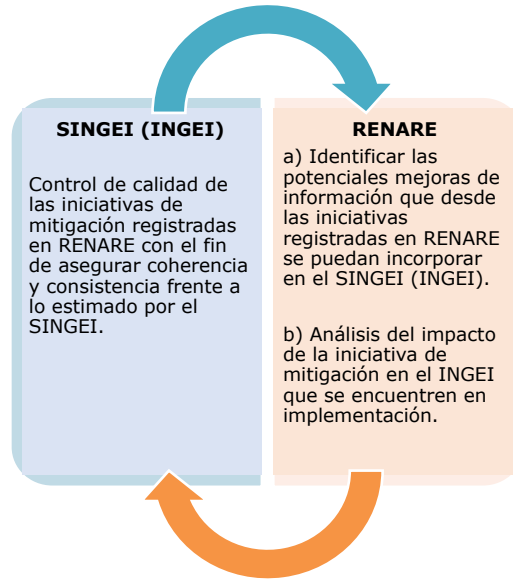 SINGEI (INGEI)
Control de calidad de
las iniciativas de
mitigación registradas
en RENARE con el fin
de asegurar coherencia
y consistencia frente a
lo estimado por el
SINGEI.
RENARE
a) Identificar las
potenciales mejoras de
información que desde
las iniciativas
registradas en RENARE
se puedan incorporar
en el SINGEI (INGEI).
b) Análisis del impacto
de la iniciativa de
mitigación en el INGEI
que se encuentren en
implementación.